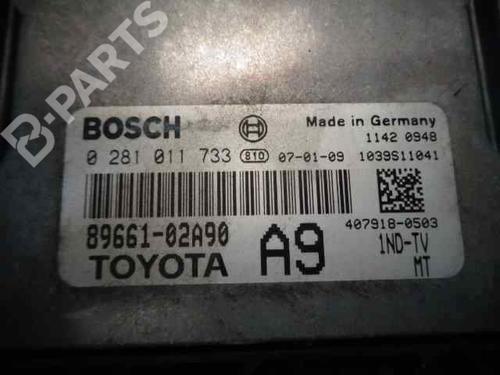 B-PARTS
BOSCH
Made in Germany
1142 0948
0 281 011 733 810 07-01-09 1039S11041
407918-0503
89661-02A90
A9
1ND-TV
TOYOTA
MT